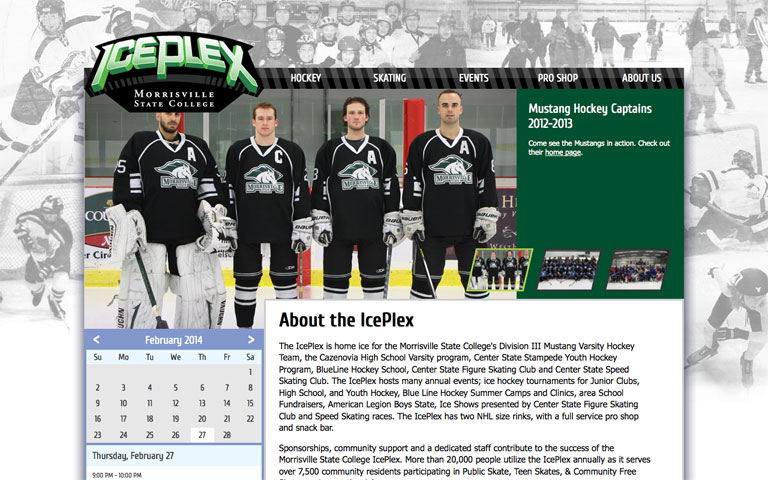 ICEPLEX
MORRISVILLE
STATE COLLEGE
HOCKEY SKATING EVENTS PRO SHOP ABOUT US
Mustang Hockey Captains
2012-2013
Come see the Mustangs in action. Check out
their home page.
A C A A
MORRISVILLE MORRISVILLE MORRISVILLE
< February 2014 >
Su Mo Tu We Th Fr Sa
1
2 3 4 5 6 7 8
9 10 11 12 13 14 15
16 17 18 19 20 21 22
23 24 25 26 27 28
Thursday, February 27
9:00 PM - 10:00 PM
About the IcePlex
The IcePlex is home ice for the Morrisville State College's Division III Mustang Varsity Hockey
Team, the Cazenovia High School Varsity program, Center State Stampede Youth Hockey
Program, BlueLine Hockey School, Center State Figure Skating Club and Center State Speed
Skating Club. The IcePlex hosts many annual events; ice hockey tournaments for Junior Clubs,
High School, and Youth Hockey, Blue Line Hockey Summer Camps and Clinics, area School
Fundraisers, American Legion Boys State, Ice Shows presented by Center State Figure Skating
Club and Speed Skating races. The IcePlex has two NHL size rinks, with a full service pro shop
and snack bar.
Sponsorships, community support and a dedicated staff contribute to the success of the
Morrisville State College IcePlex. More than 20,000 people utilize the IcePlex annually as it serves
over 7,500 community residents participating in Public Skate, Teen Skates, & Community Free